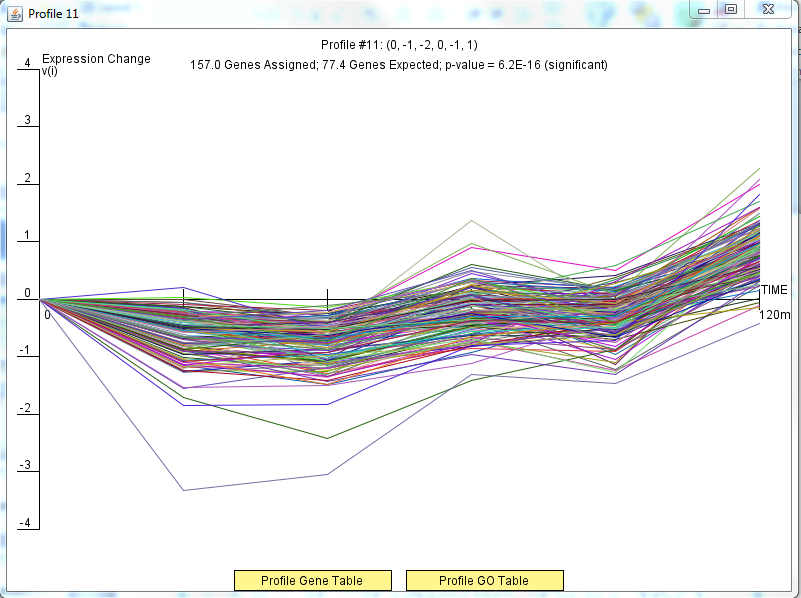 Profile 11
Profile #11: (0, -1, -2, 0, -1, 1)
157.0 Genes Assigned; 77.4 Genes Expected; p-value = 6.2E-16 (significant)
Expression Change
v(i)
4
3
2
1
0
-1
-2
-3
-4
0
TIME
120m
Profile Gene Table
Profile GO Table